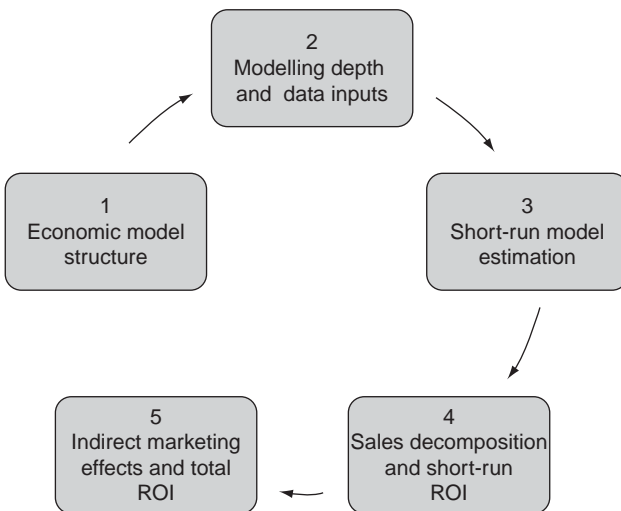 1
Economic model
structure
2
Modelling depth
and data inputs
3
Short-run model
estimation
4
Sales decomposition
and short-run
ROI
5
Indirect marketing
effects and total
ROI